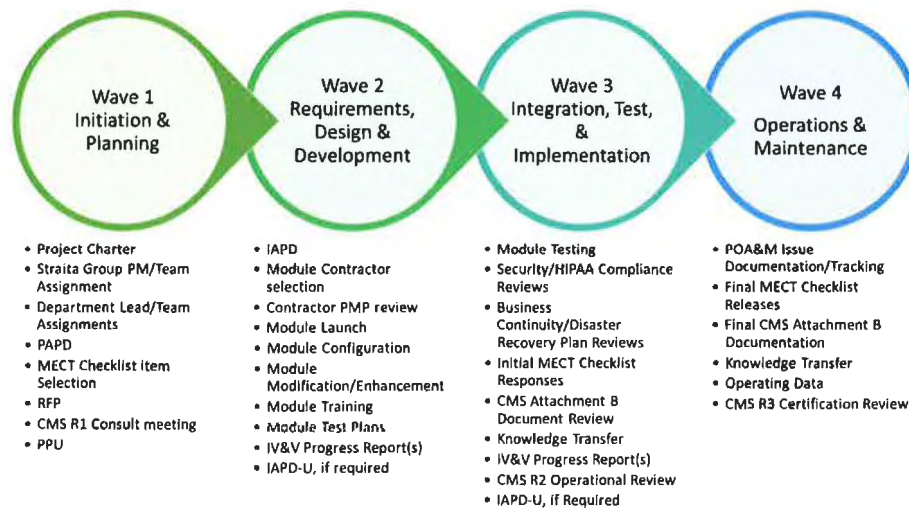 Wave 1
Initiation &
Planning
Wave 2
Requirements,
Design &
Development
Wave 3
Integration, Test,
&
Implementation
Wave 4
Operations &
Maintenance
• Project Charter
• Straita Group PM/Team
Assignment
• Department Lead/Team
Assignments
• PAPD
• MECT Checklist item
Selection
• RFP
• CMS R1 Consult meeting
• PPU
• IAPD
• Module Contractor
selection
• Contractor PMP review
• Module Launch
• Module Configuration
• Module
Modification/Enhancement
• Module Training
• Module Test Plans
• IV&V Progress Report(s)
• IAPD-U, if required
• Module Testing
• Security/HIPAA Compliance
Reviews
• Business
Continuity/Disaster
Recovery Plan Reviews
• Initial MECT Checklist
Responses
• CMS Attachment B
Document Review
• Knowledge Transfer
• IV&V Progress Report(s)
• CMS R2 Operational Review
• IAPD-U, if Required
• POA&M Issue
Documentation/Tracking
• Final MECT Checklist
Releases
• Final CMS Attachment B
Documentation
• Knowledge Transfer
• Operating Data
• CMS R3 Certification Review